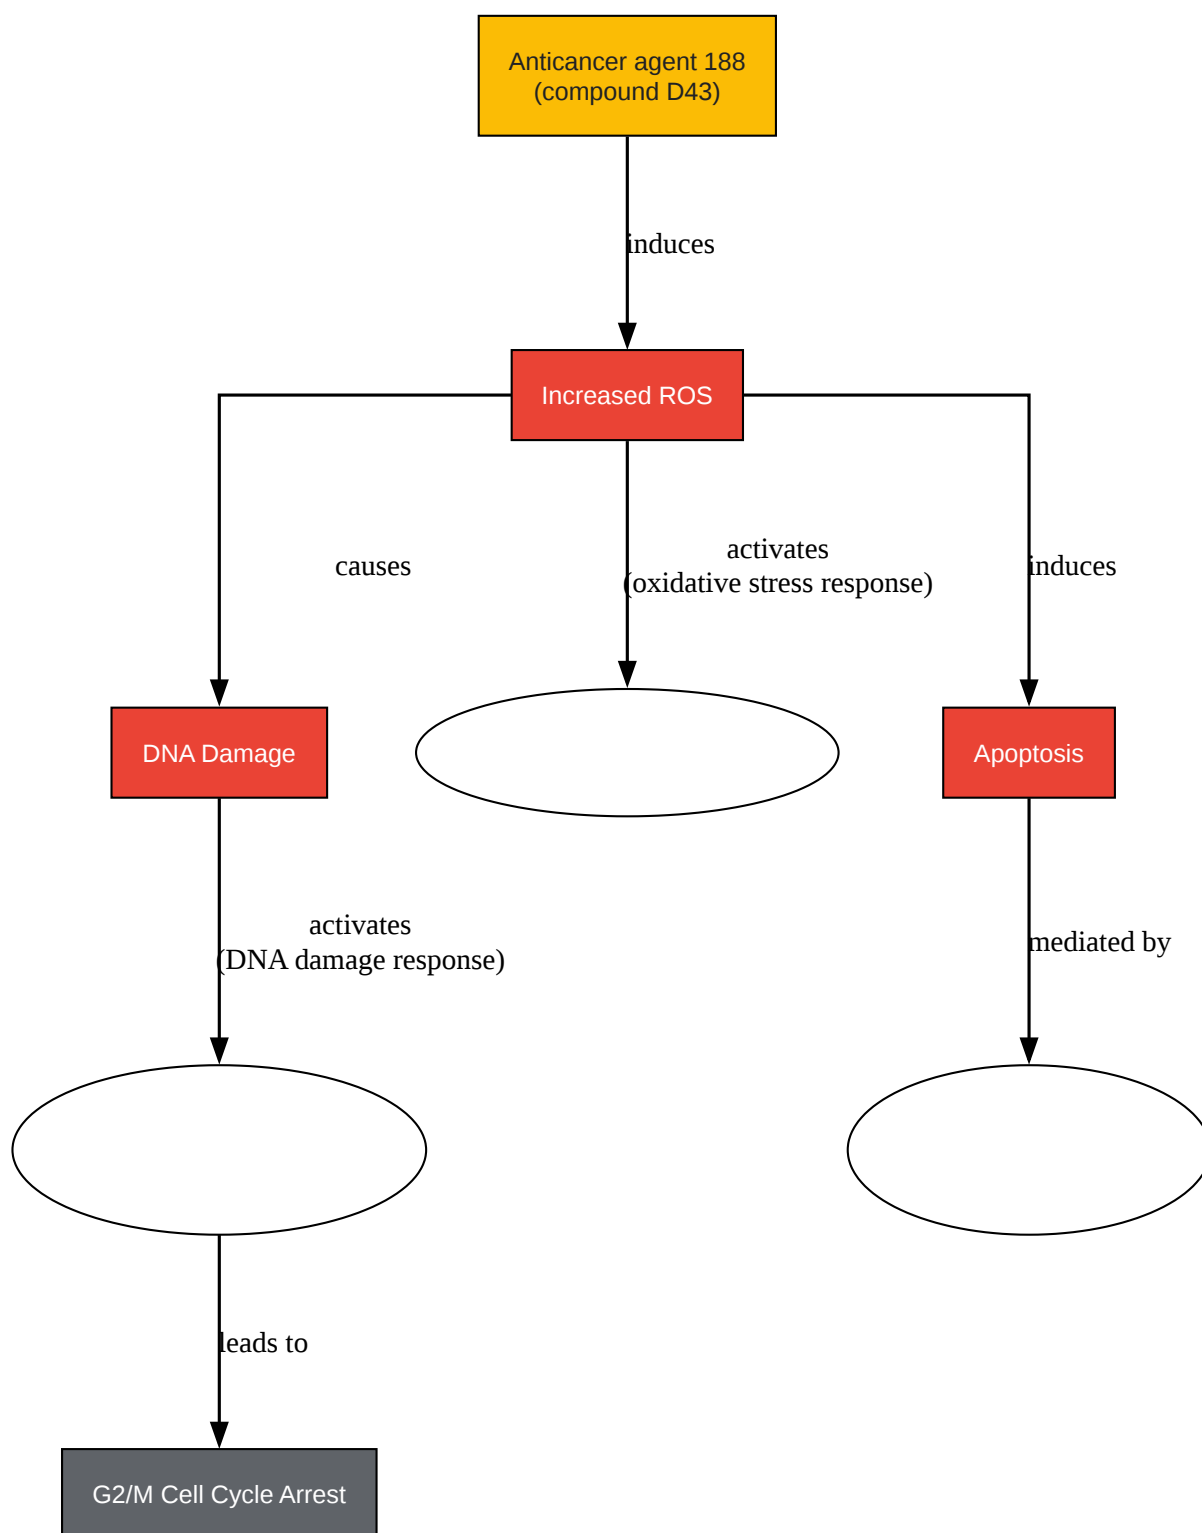 Anticancer agent 188
(compound D43)
induces
Increased ROS
causes
activates
(oxidative stress response)
induces
DNA Damage
Apoptosis
activates
(DNA damage response)
mediated by
leads to
G2/M Cell Cycle Arrest